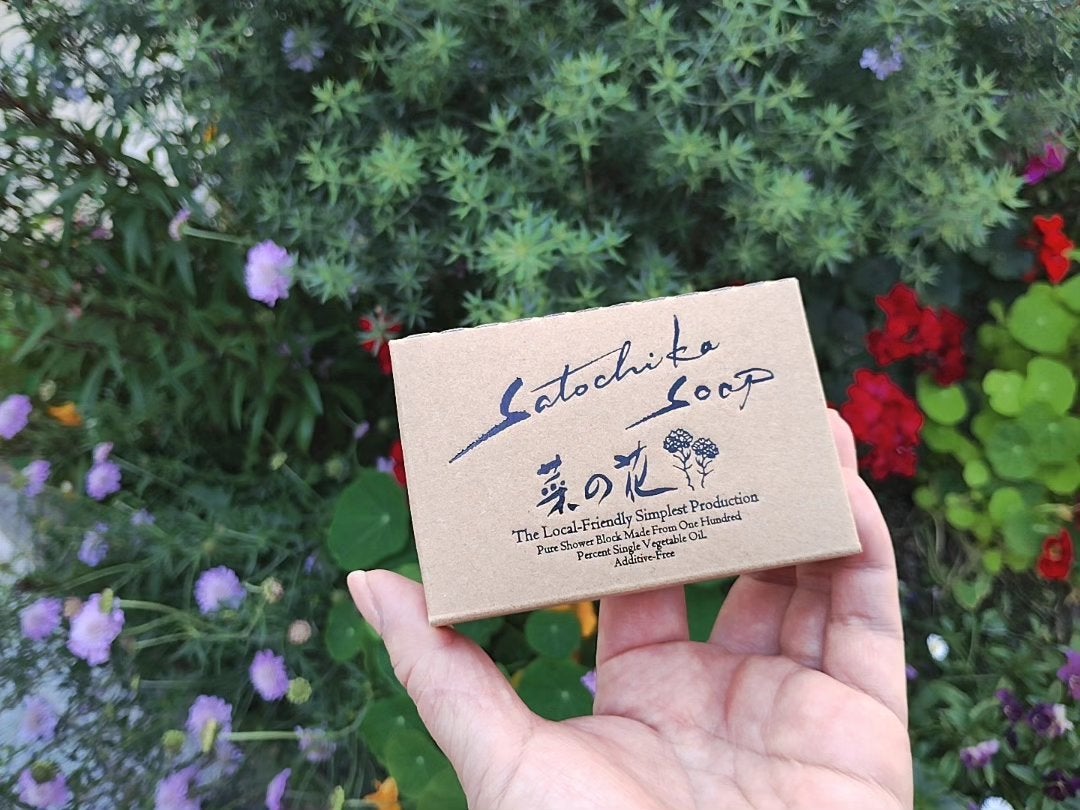 Satochika
Soap
菜の花
The Local-Friendly Simplest Production
Pure Shower Block Made From One Hundred
Percent Single Vegetable Oil.
Additive-Free